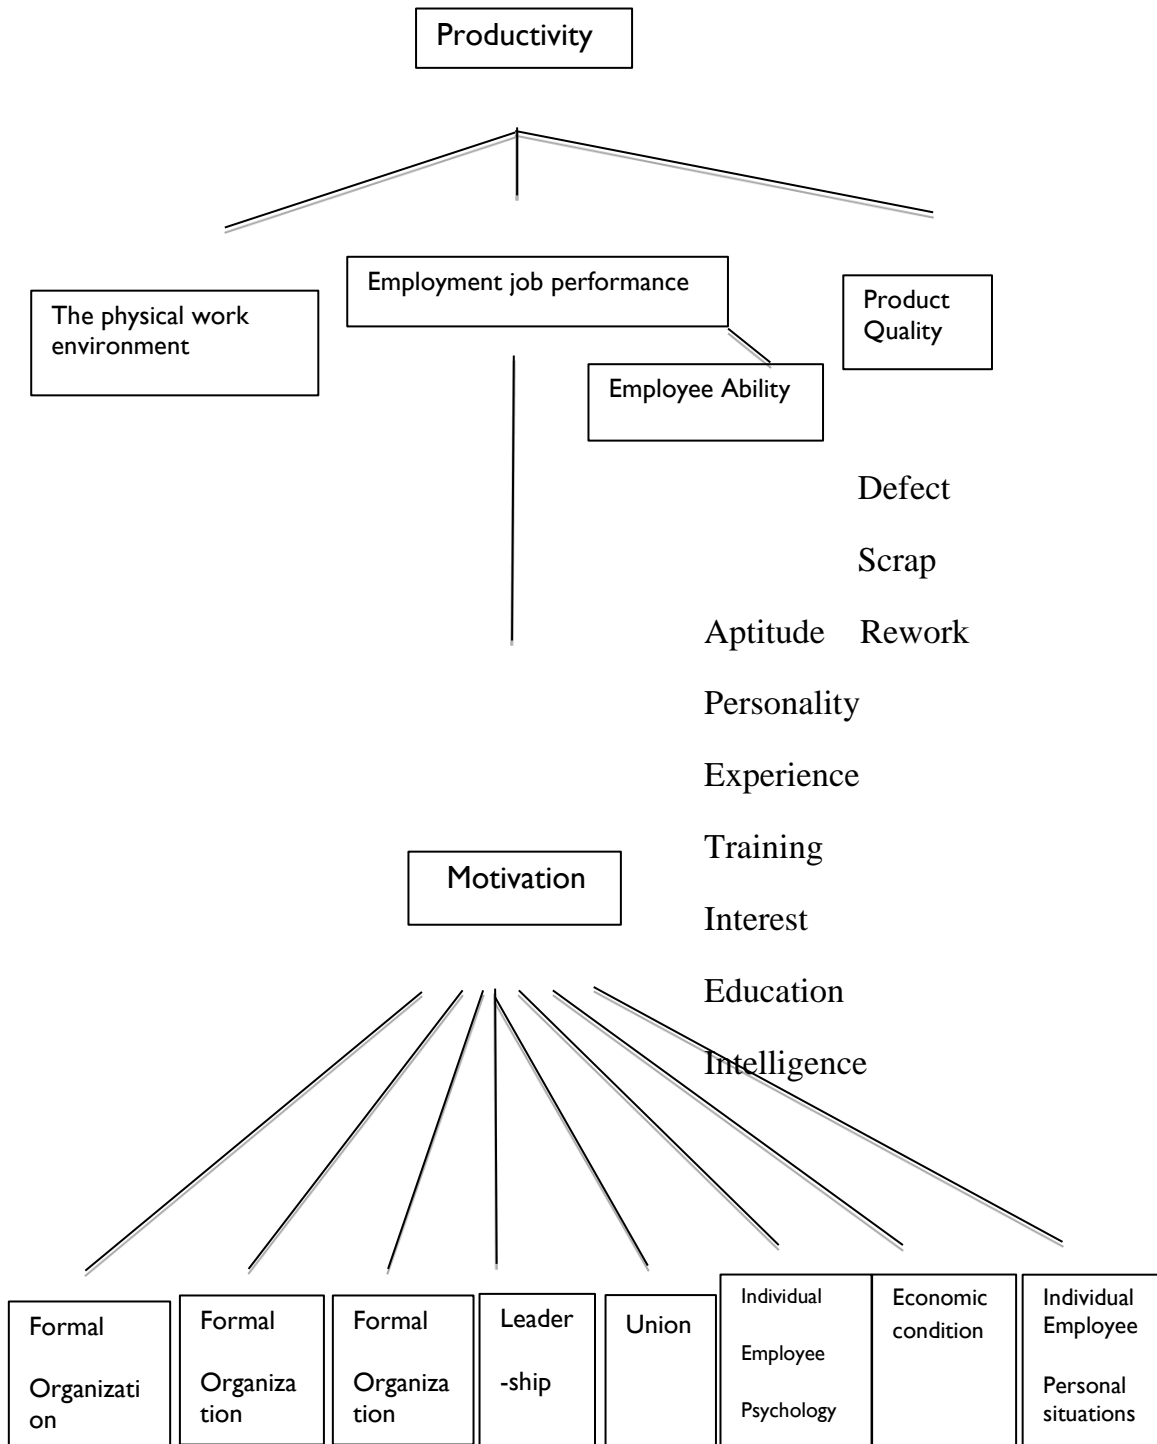 Productivity
The physical work
environment
Employment job performance
Product
Quality
Employee Ability
Defect
Scrap
Aptitude Rework
Personality
Experience
Training
Interest
Education
Intelligence
Motivation
Formal
Organizati
on
Formal
Organiza
tion
Formal
Organiza
tion
Leader
-ship
Union
Individual
Employee
Psychology
Economic
condition
Individual
Employee
Personal
situations